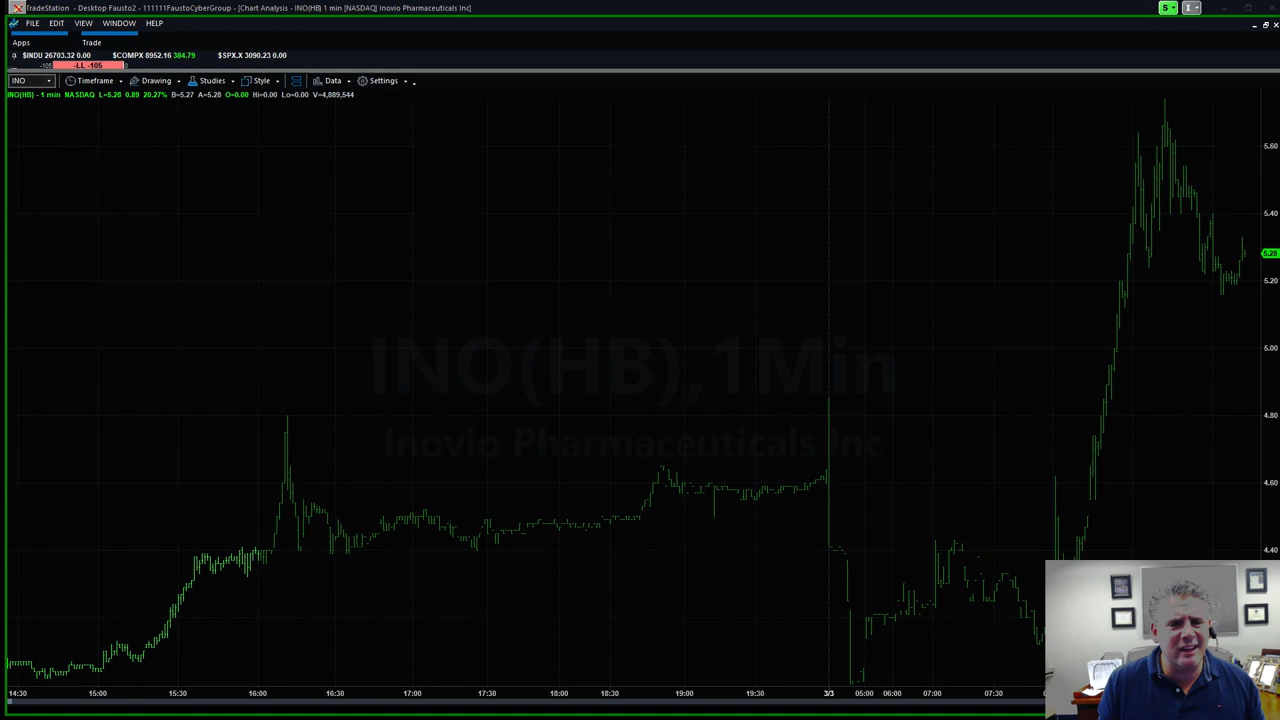 TradeStation - Desktop Fausto2 - 111111FaustoCyberGroup - [Chart Analysis - INO(HB) 1 min [NASDAQ] Inovio Pharmaceuticals Inc]
S
I
FILE EDIT VIEW WINDOW HELP
Apps Trade
$INDU 26703.32 0.00 $COMPX 8952.16 384.79 $SPX.X 3090.23 0.00
-105 -LL -105 0
INO Timeframe Drawing Studies Style Data Settings
INO(HB) - 1 min NASDAQ L=5.28 0.89 20.27% B=5.27 A=5.28 O=0.00 Hi=0.00 Lo=0.00 V=4,889,544
5.60
5.40
5.28
5.20
5.00
4.80
4.60
4.40
INO(HB),1Min
Inovio Pharmaceuticals Inc
14:30 15:00 15:30 16:00 16:30 17:00 17:30 18:00 18:30 19:00 19:30 3/3 05:00 06:00 07:00 07:30